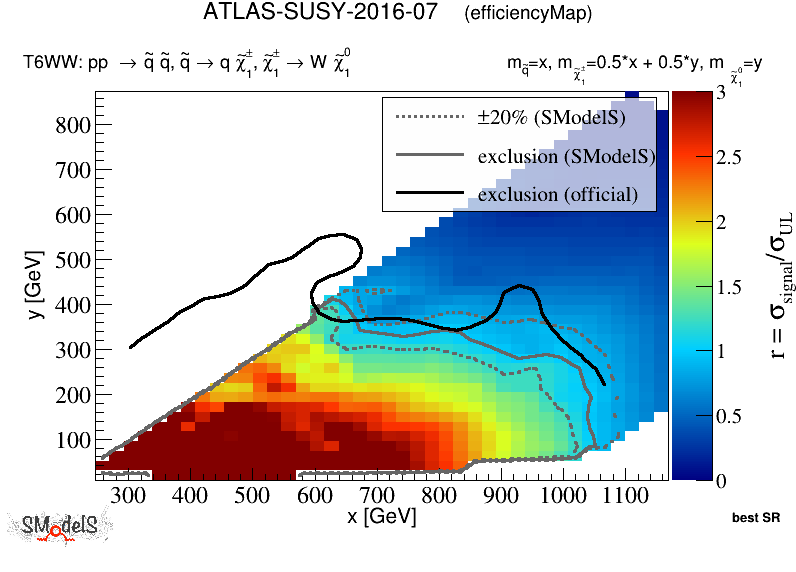 ATLAS-SUSY-2016-07 (efficiencyMap)
T6WW: pp → q̃ q̃, q̃ → q χ̃₁±, χ̃₁± → W χ̃₁⁰
m_q̃=x, m_χ̃₁±=0.5*x + 0.5*y, m_χ̃₁⁰=y
±20% (SModelS)
exclusion (SModelS)
exclusion (official)
800
700
600
500
400
300
200
100
y [GeV]
300 400 500 600 700 800 900 1000 1100
x [GeV]
3
2.5
2
1.5
1
0.5
0
r = σ_signal/σ_UL
SModelS
best SR